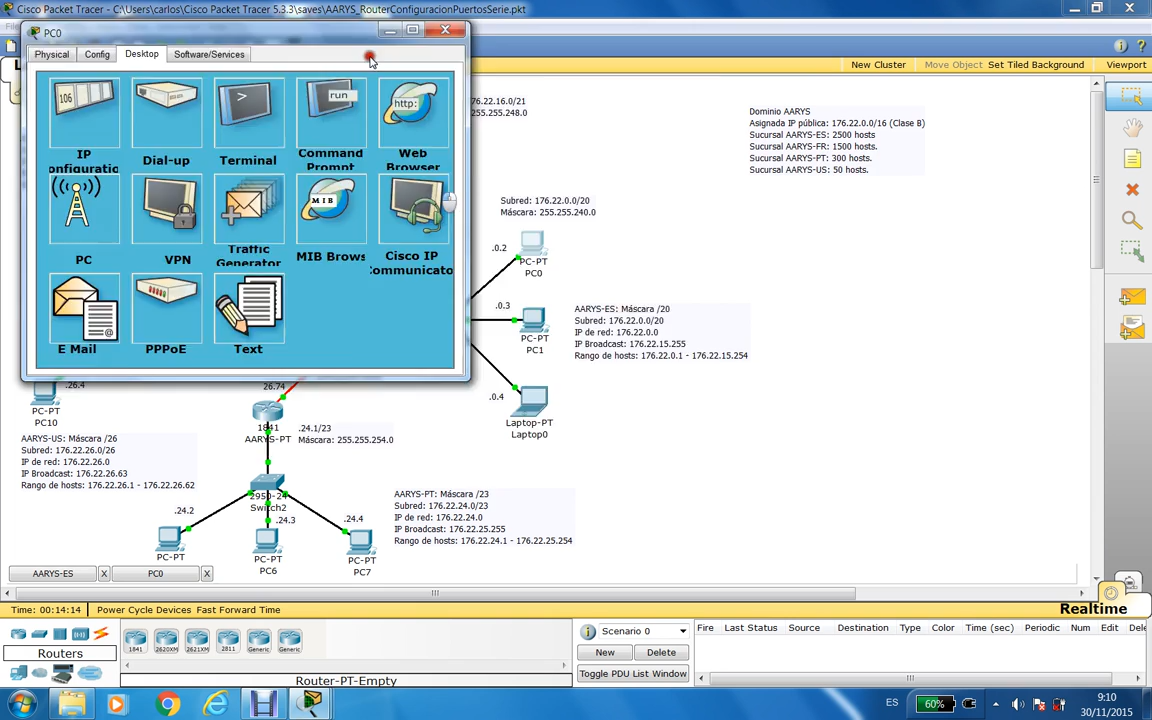 Cisco Packet Tracer - C:\Users\carlos\Cisco Packet Tracer 5.3.3\saves\AARYS_RouterConfiguracionPuertosSerie.pkt
PC0
Physical
Config
Desktop
Software/Services
106
>
run
http:
IP
Configuratio
Dial-up
Terminal
Command
Prompt
Web
Browser
MIB
PC
VPN
Traffic
Generator
MIB Brows
Cisco IP
Communicato
E Mail
PPPoE
Text
New Cluster
Move Object
Set Tiled Background
Viewport
76.22.16.0/21
255.255.248.0
Dominio AARYS
Asignada IP pública: 176.22.0.0/16 (Clase B)
Sucursal AARYS-ES: 2500 hosts
Sucursal AARYS-FR: 1500 hosts.
Sucursal AARYS-PT: 300 hosts.
Sucursal AARYS-US: 50 hosts.
Subred: 176.22.0.0/20
Máscara: 255.255.240.0
.0.2
PC-PT
PC0
.0.3
PC-PT
PC1
AARYS-ES: Máscara /20
Subred: 176.22.0.0/20
IP de red: 176.22.0.0
IP Broadcast: 176.22.15.255
Rango de hosts: 176.22.0.1 - 176.22.15.254
.0.4
Laptop-PT
Laptop0
.26.4
PC-PT
PC10
26.74
1841
AARYS-PT
.24.1/23
Máscara: 255.255.254.0
AARYS-US: Máscara /26
Subred: 176.22.26.0/26
IP de red: 176.22.26.0
IP Broadcast: 176.22.26.63
Rango de hosts: 176.22.26.1 - 176.22.26.62
2950-24
Switch2
.24.2
.24.3
.24.4
PC-PT
PC-PT
PC6
PC-PT
PC7
AARYS-PT: Máscara /23
Subred: 176.22.24.0/23
IP de red: 176.22.24.0
IP Broadcast: 176.22.25.255
Rango de hosts: 176.22.24.1 - 176.22.25.254
AARYS-ES
X
PC0
X
Time: 00:14:14
Power Cycle Devices Fast Forward Time
Realtime
Routers
1841
2620XM
2621XM
2811
Generic
Generic
Router-PT-Empty
Scenario 0
New
Delete
Toggle PDU List Window
Fire
Last Status
Source
Destination
Type
Color
Time (sec)
Periodic
Num
Edit
Dele
ES
60%
9:10
30/11/2015